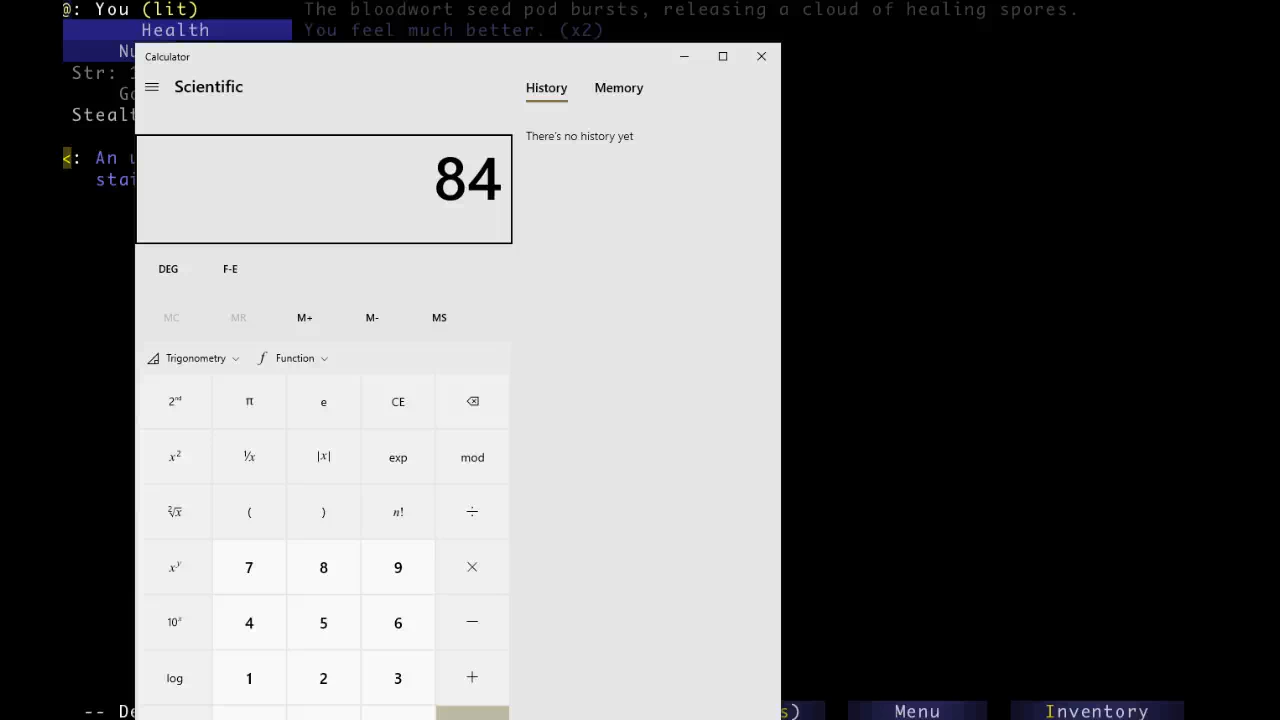 @: You (lit)
The bloodwort seed pod bursts, releasing a cloud of healing spores.
Health
You feel much better. (x2)
Calculator
Str:
Scientific
History
Memory
There's no history yet
84
<: An
DEG
F-E
MC
MR
M+
M-
MS
Trigonometry
Function
2nd
π
e
CE
x²
⅟x
|x|
exp
mod
²√x
(
)
n!
÷
xʸ
7
8
9
×
10ˣ
4
5
6
−
log
1
2
3
+
--
s)
Menu
Inventory